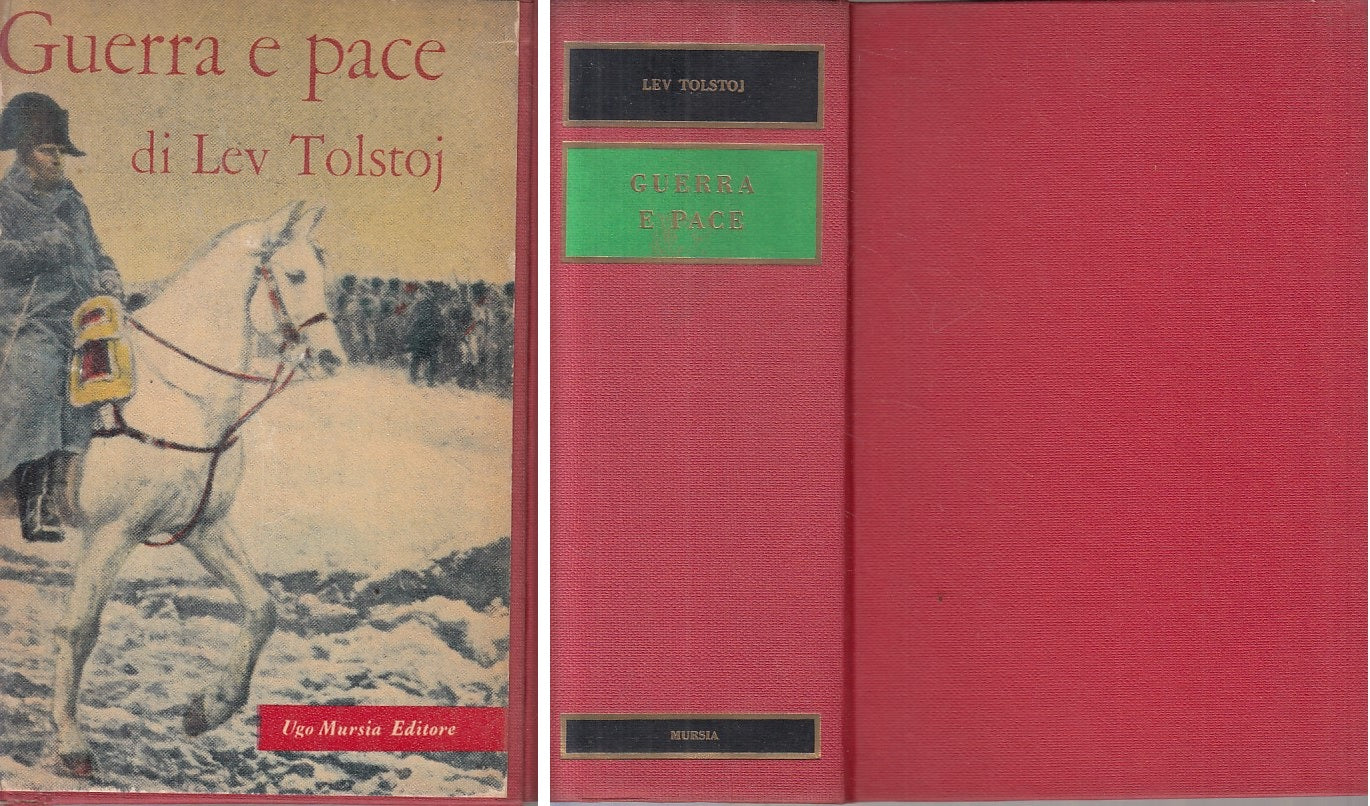 Guerra e pace
di Lev Tolstoj
Ugo Mursia Editore
LEV TOLSTOJ
GUERRA
E PACE
MURSIA